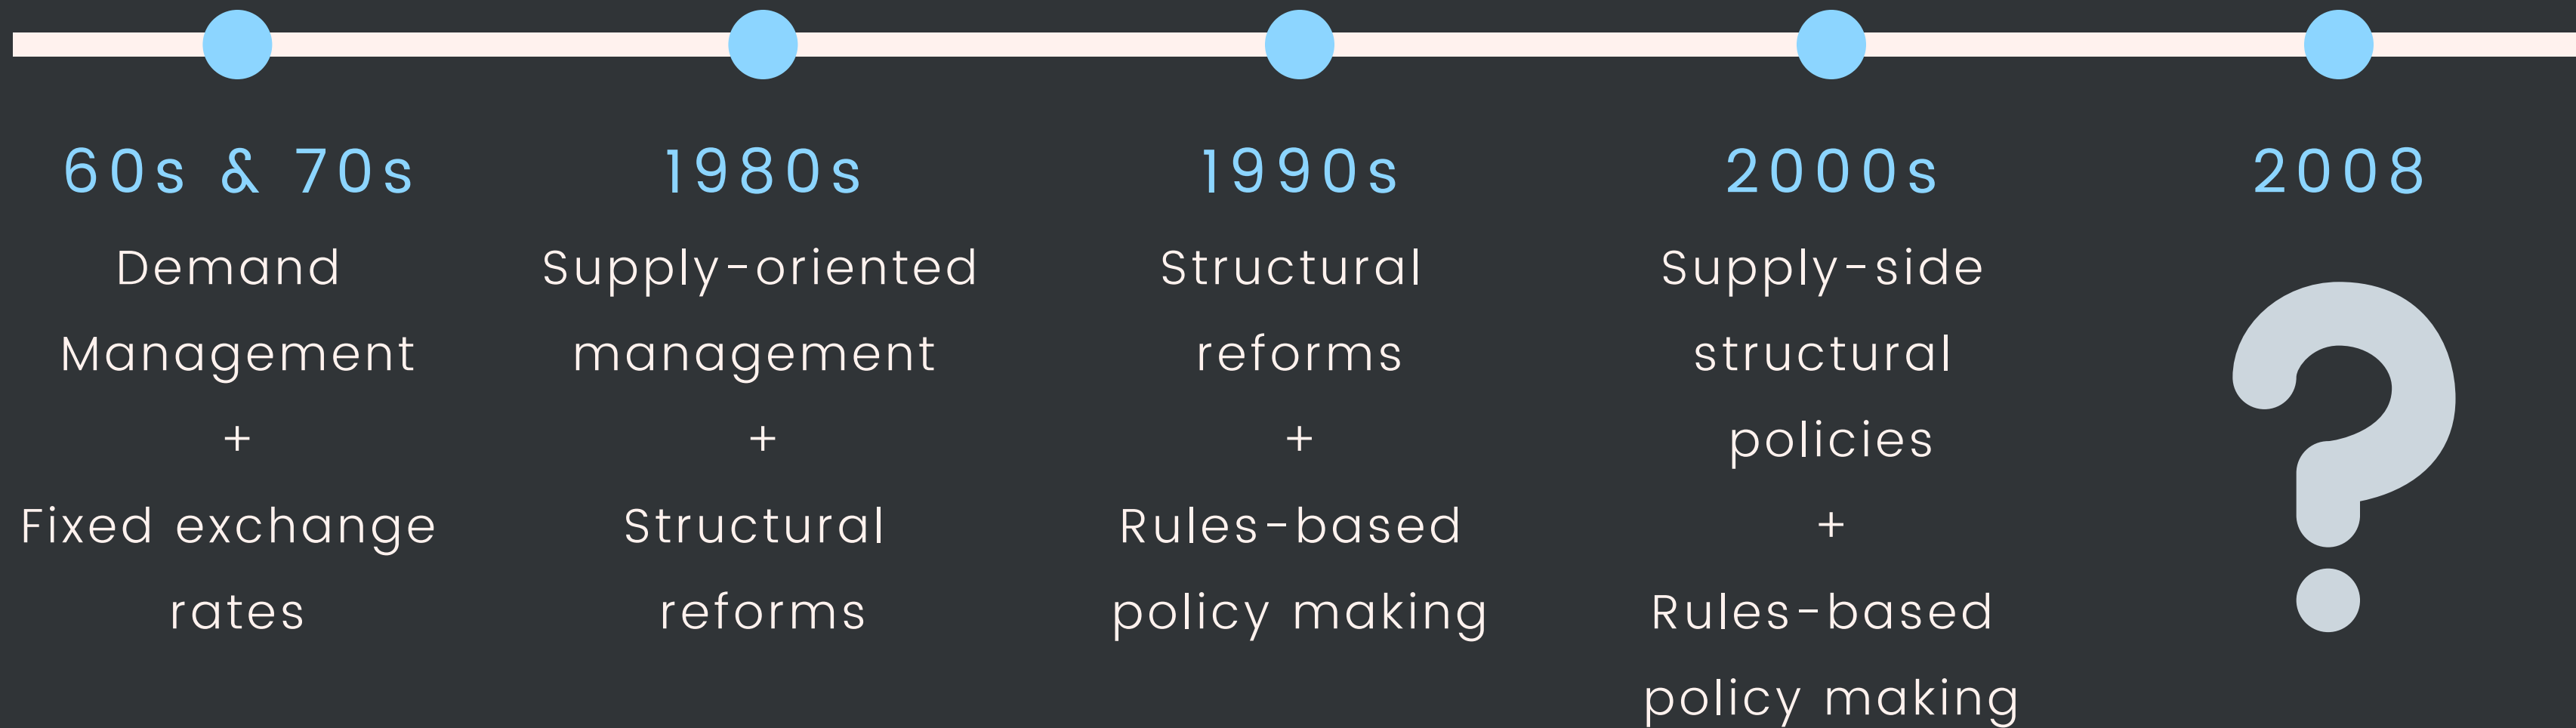 60s & 70s
Demand
Management
+
Fixed exchange
rates
1980s
Supply-oriented
management
+
Structural
reforms
1990s
Structural
reforms
+
Rules-based
policy making
2000s
Supply-side
structural
policies
+
Rules-based
policy making
2008
?